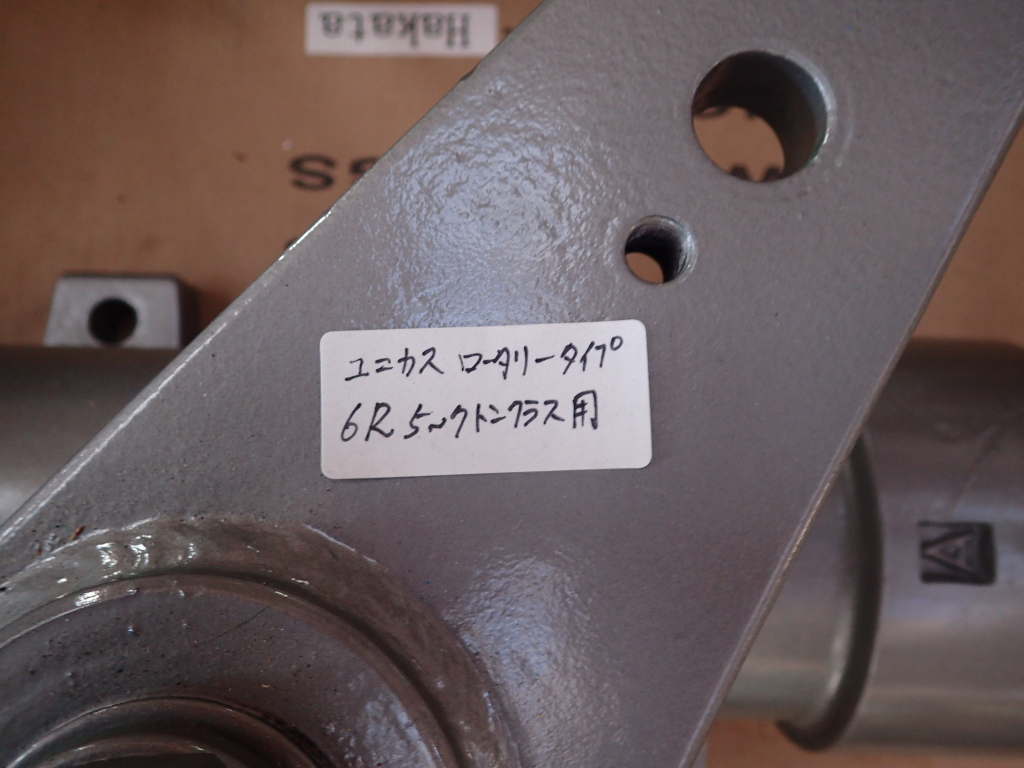 Hakata
SS
ユニカス ロータリータイプ
6R 5〜7トンクラス用
A